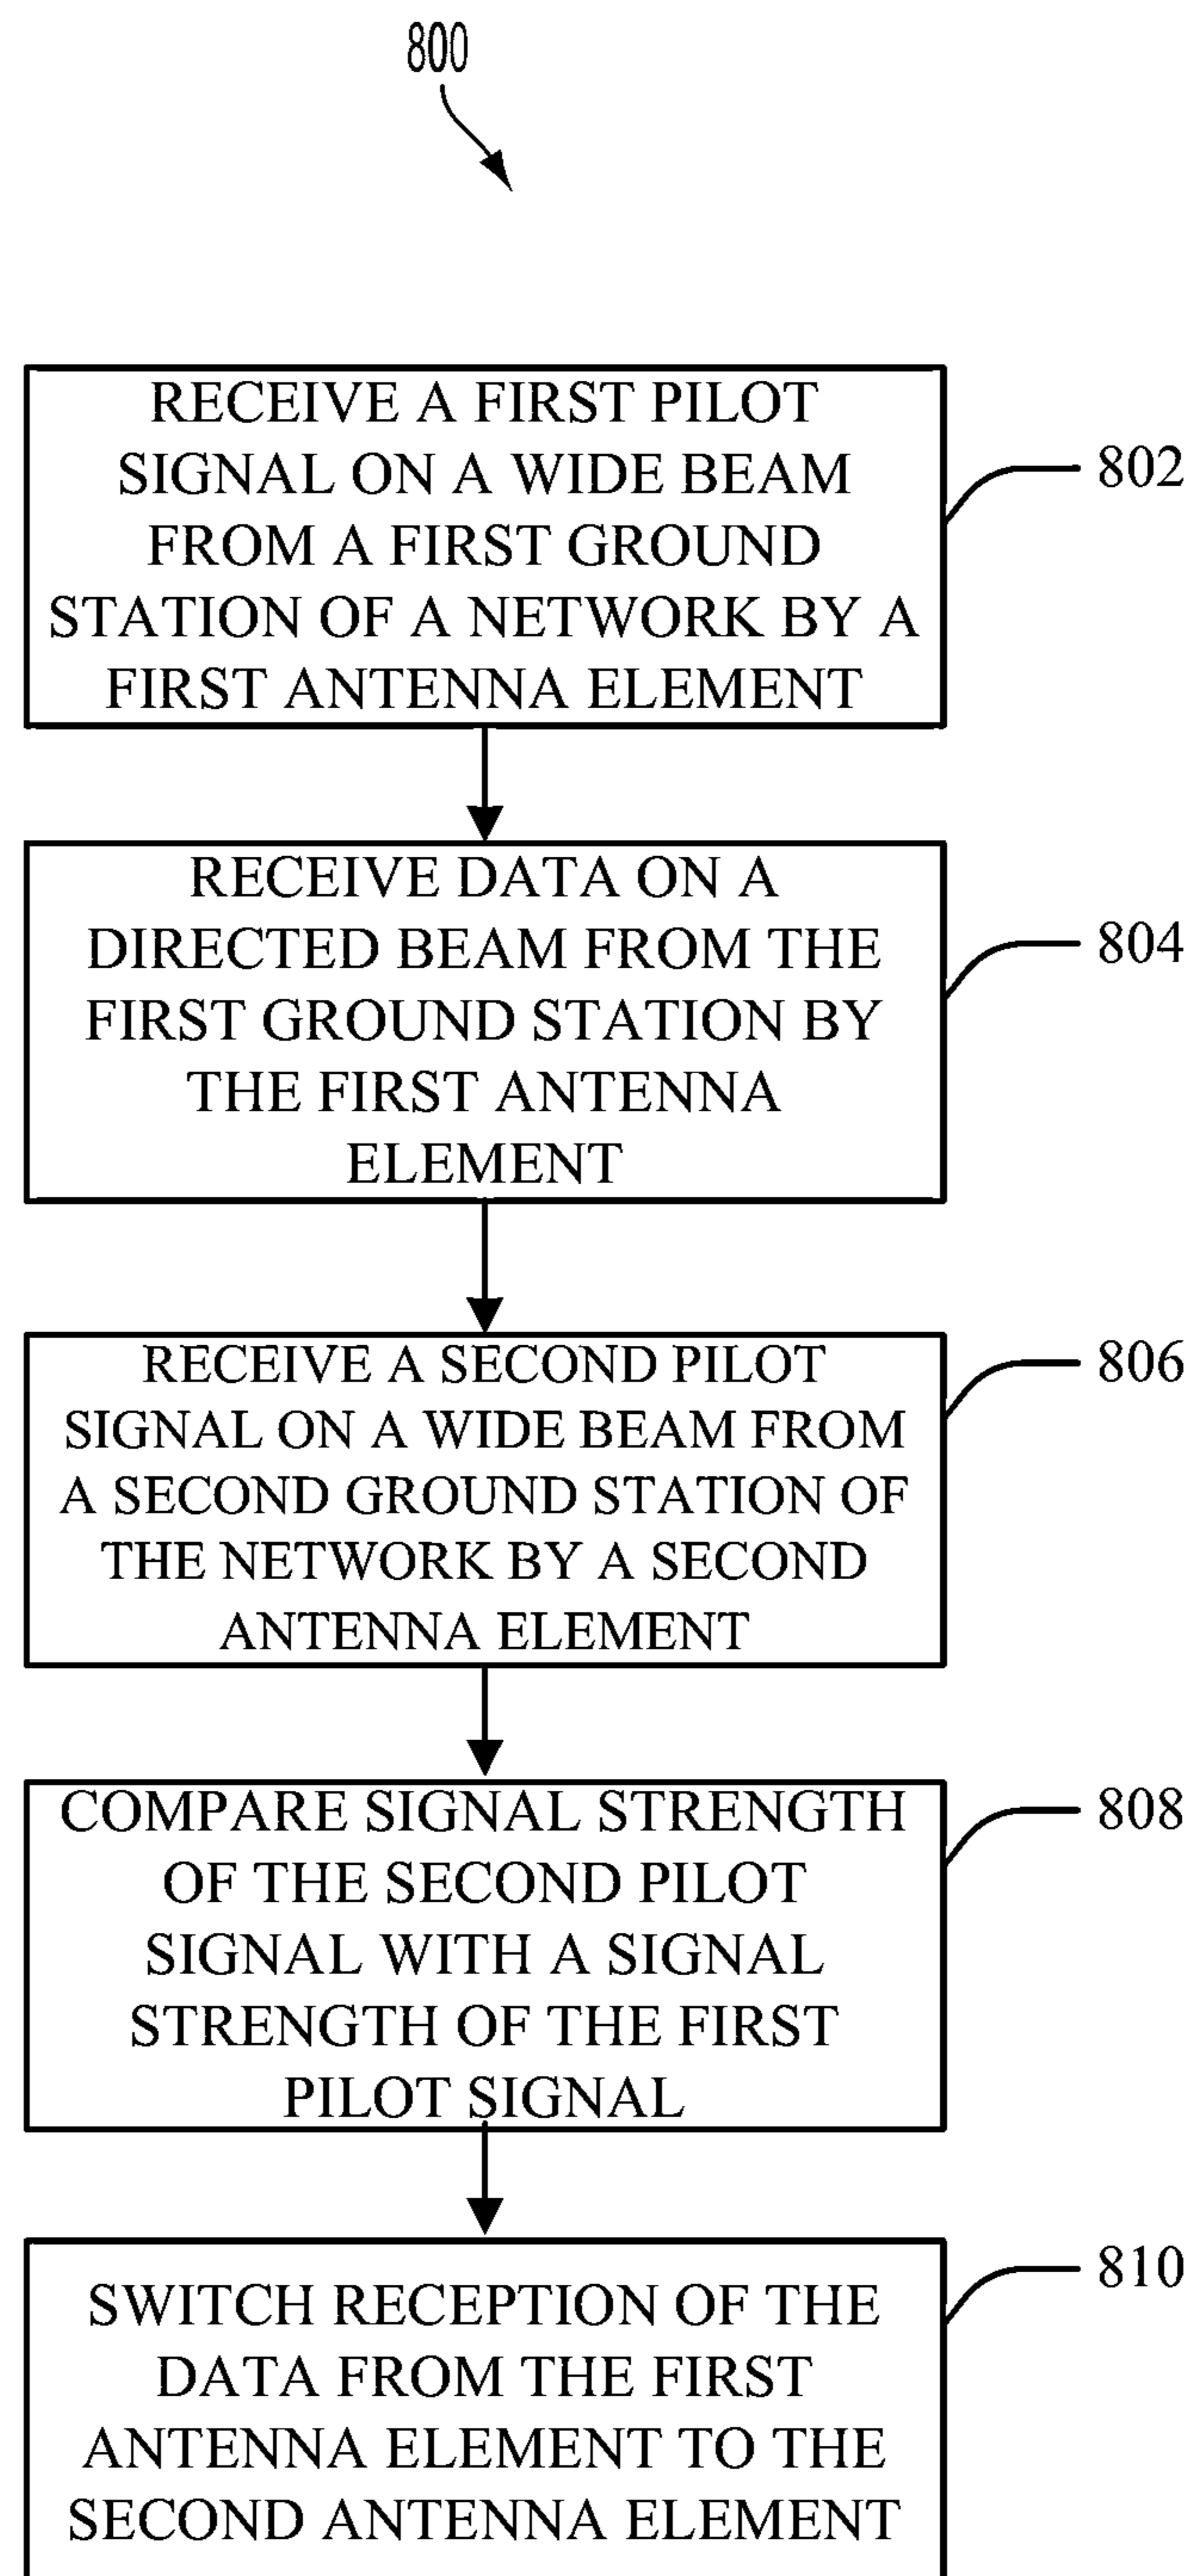 800
RECEIVE A FIRST PILOT
SIGNAL ON A WIDE BEAM
FROM A FIRST GROUND
STATION OF A NETWORK BY A
FIRST ANTENNA ELEMENT
802
RECEIVE DATA ON A
DIRECTED BEAM FROM THE
FIRST GROUND STATION BY
THE FIRST ANTENNA
ELEMENT
804
RECEIVE A SECOND PILOT
SIGNAL ON A WIDE BEAM FROM
A SECOND GROUND STATION OF
THE NETWORK BY A SECOND
ANTENNA ELEMENT
806
COMPARE SIGNAL STRENGTH
OF THE SECOND PILOT
SIGNAL WITH A SIGNAL
STRENGTH OF THE FIRST
PILOT SIGNAL
808
SWITCH RECEPTION OF THE
DATA FROM THE FIRST
ANTENNA ELEMENT TO THE
SECOND ANTENNA ELEMENT
810